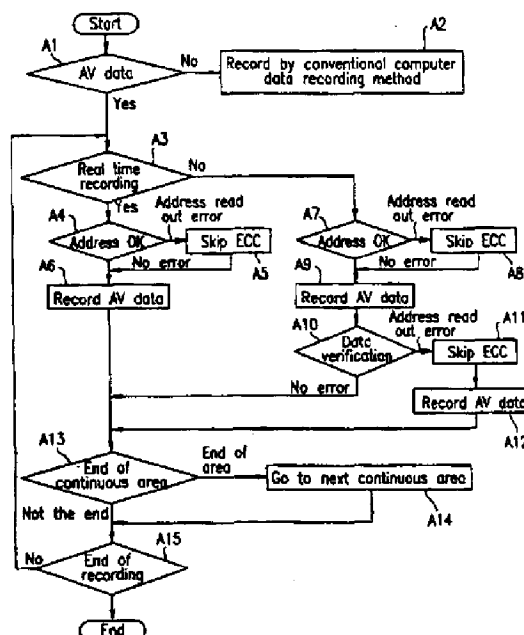 Start
A1
A2
AV data
No
Record by conventional computer
data recording method
Yes
A3
Real time
recording
No
Yes
A4
Address read
out error
Address OK
Skip ECC
A5
No error
A6
Record AV data
A7
Address read
out error
Address OK
Skip ECC
A8
No error
A9
Record AV data
A10
Address read
out error
A11
Data
verification
Skip ECC
No error
Record AV data
A12
A13
End of
continuous area
End of
area
Go to next continuous area
A14
Not the end
A15
No
End of
recording
End